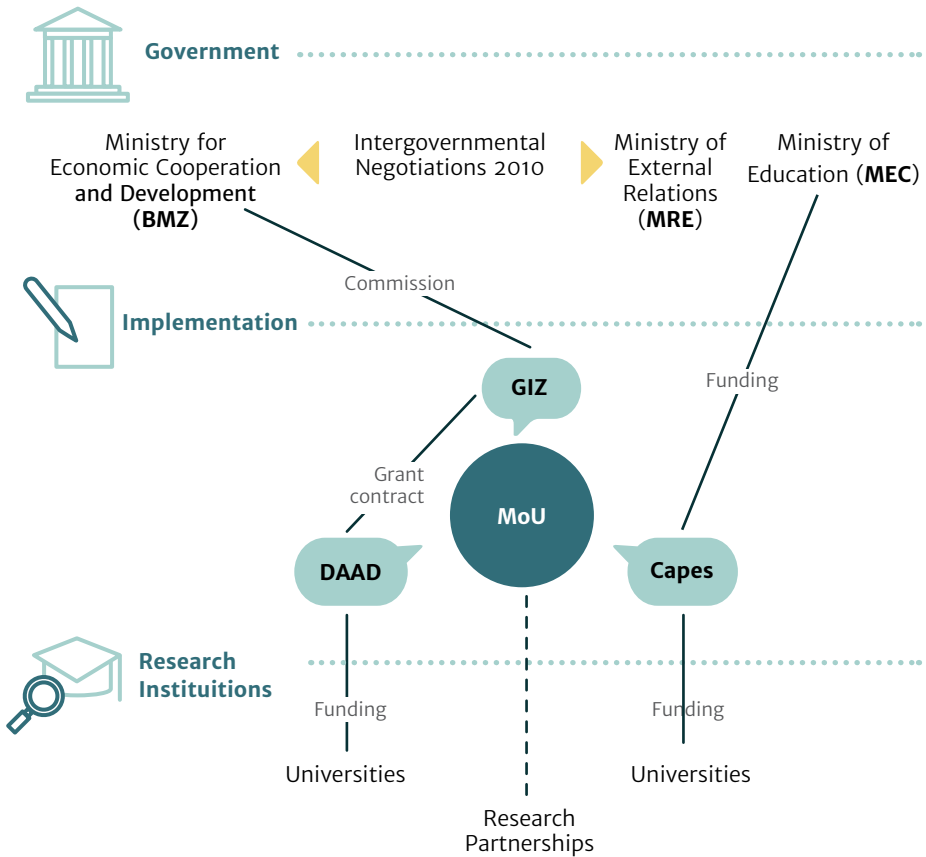 Government
Ministry for
Economic Cooperation
and Development
(BMZ)
Intergovernmental
Negotiations 2010
Ministry of
External
Relations
(MRE)
Ministry of
Education (MEC)
Commission
Implementation
GIZ
Funding
Grant
contract
MoU
DAAD
Capes
Research
Instituitions
Funding
Funding
Universities
Universities
Research
Partnerships